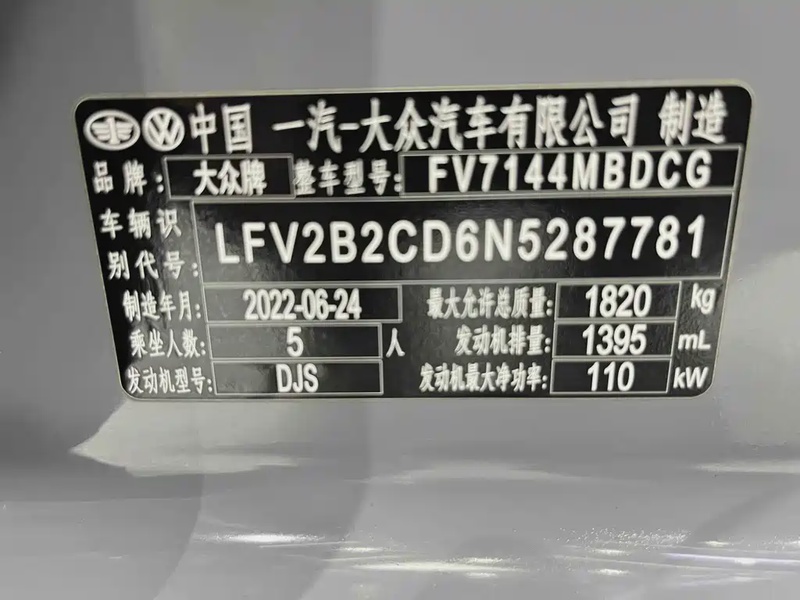 中国 一汽-大众汽车有限公司 制造
品牌: 大众牌 整车型号: FV7144MBDCG
车辆识别代号: LFV2B2CD6N5287781
制造年月: 2022-06-24 最大允许总质量: 1820 kg
乘坐人数: 5 人 发动机排量: 1395 mL
发动机型号: DJS 发动机最大净功率: 110 kW